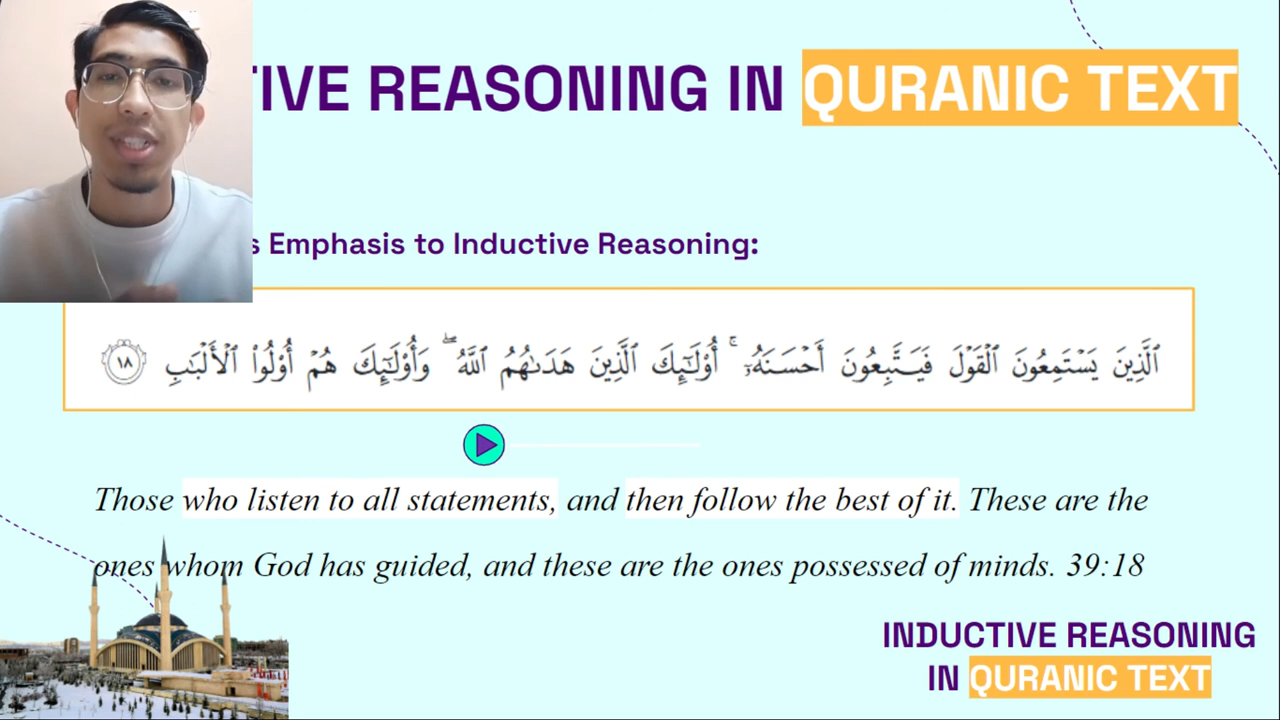 TIVE REASONING IN QURANIC TEXT
s Emphasis to Inductive Reasoning:
ٱلَّذِينَ يَسْتَمِعُونَ ٱلْقَوْلَ فَيَتَّبِعُونَ أَحْسَنَهُۥٓ ۚ أُو۟لَـٰٓئِكَ ٱلَّذِينَ هَدَىٰهُمُ ٱللَّهُ ۖ وَأُو۟لَـٰٓئِكَ هُمْ أُو۟لُوا۟ ٱلْأَلْبَـٰبِ ١٨
Those who listen to all statements, and then follow the best of it. These are the
ones whom God has guided, and these are the ones possessed of minds. 39:18
INDUCTIVE REASONING
IN QURANIC TEXT